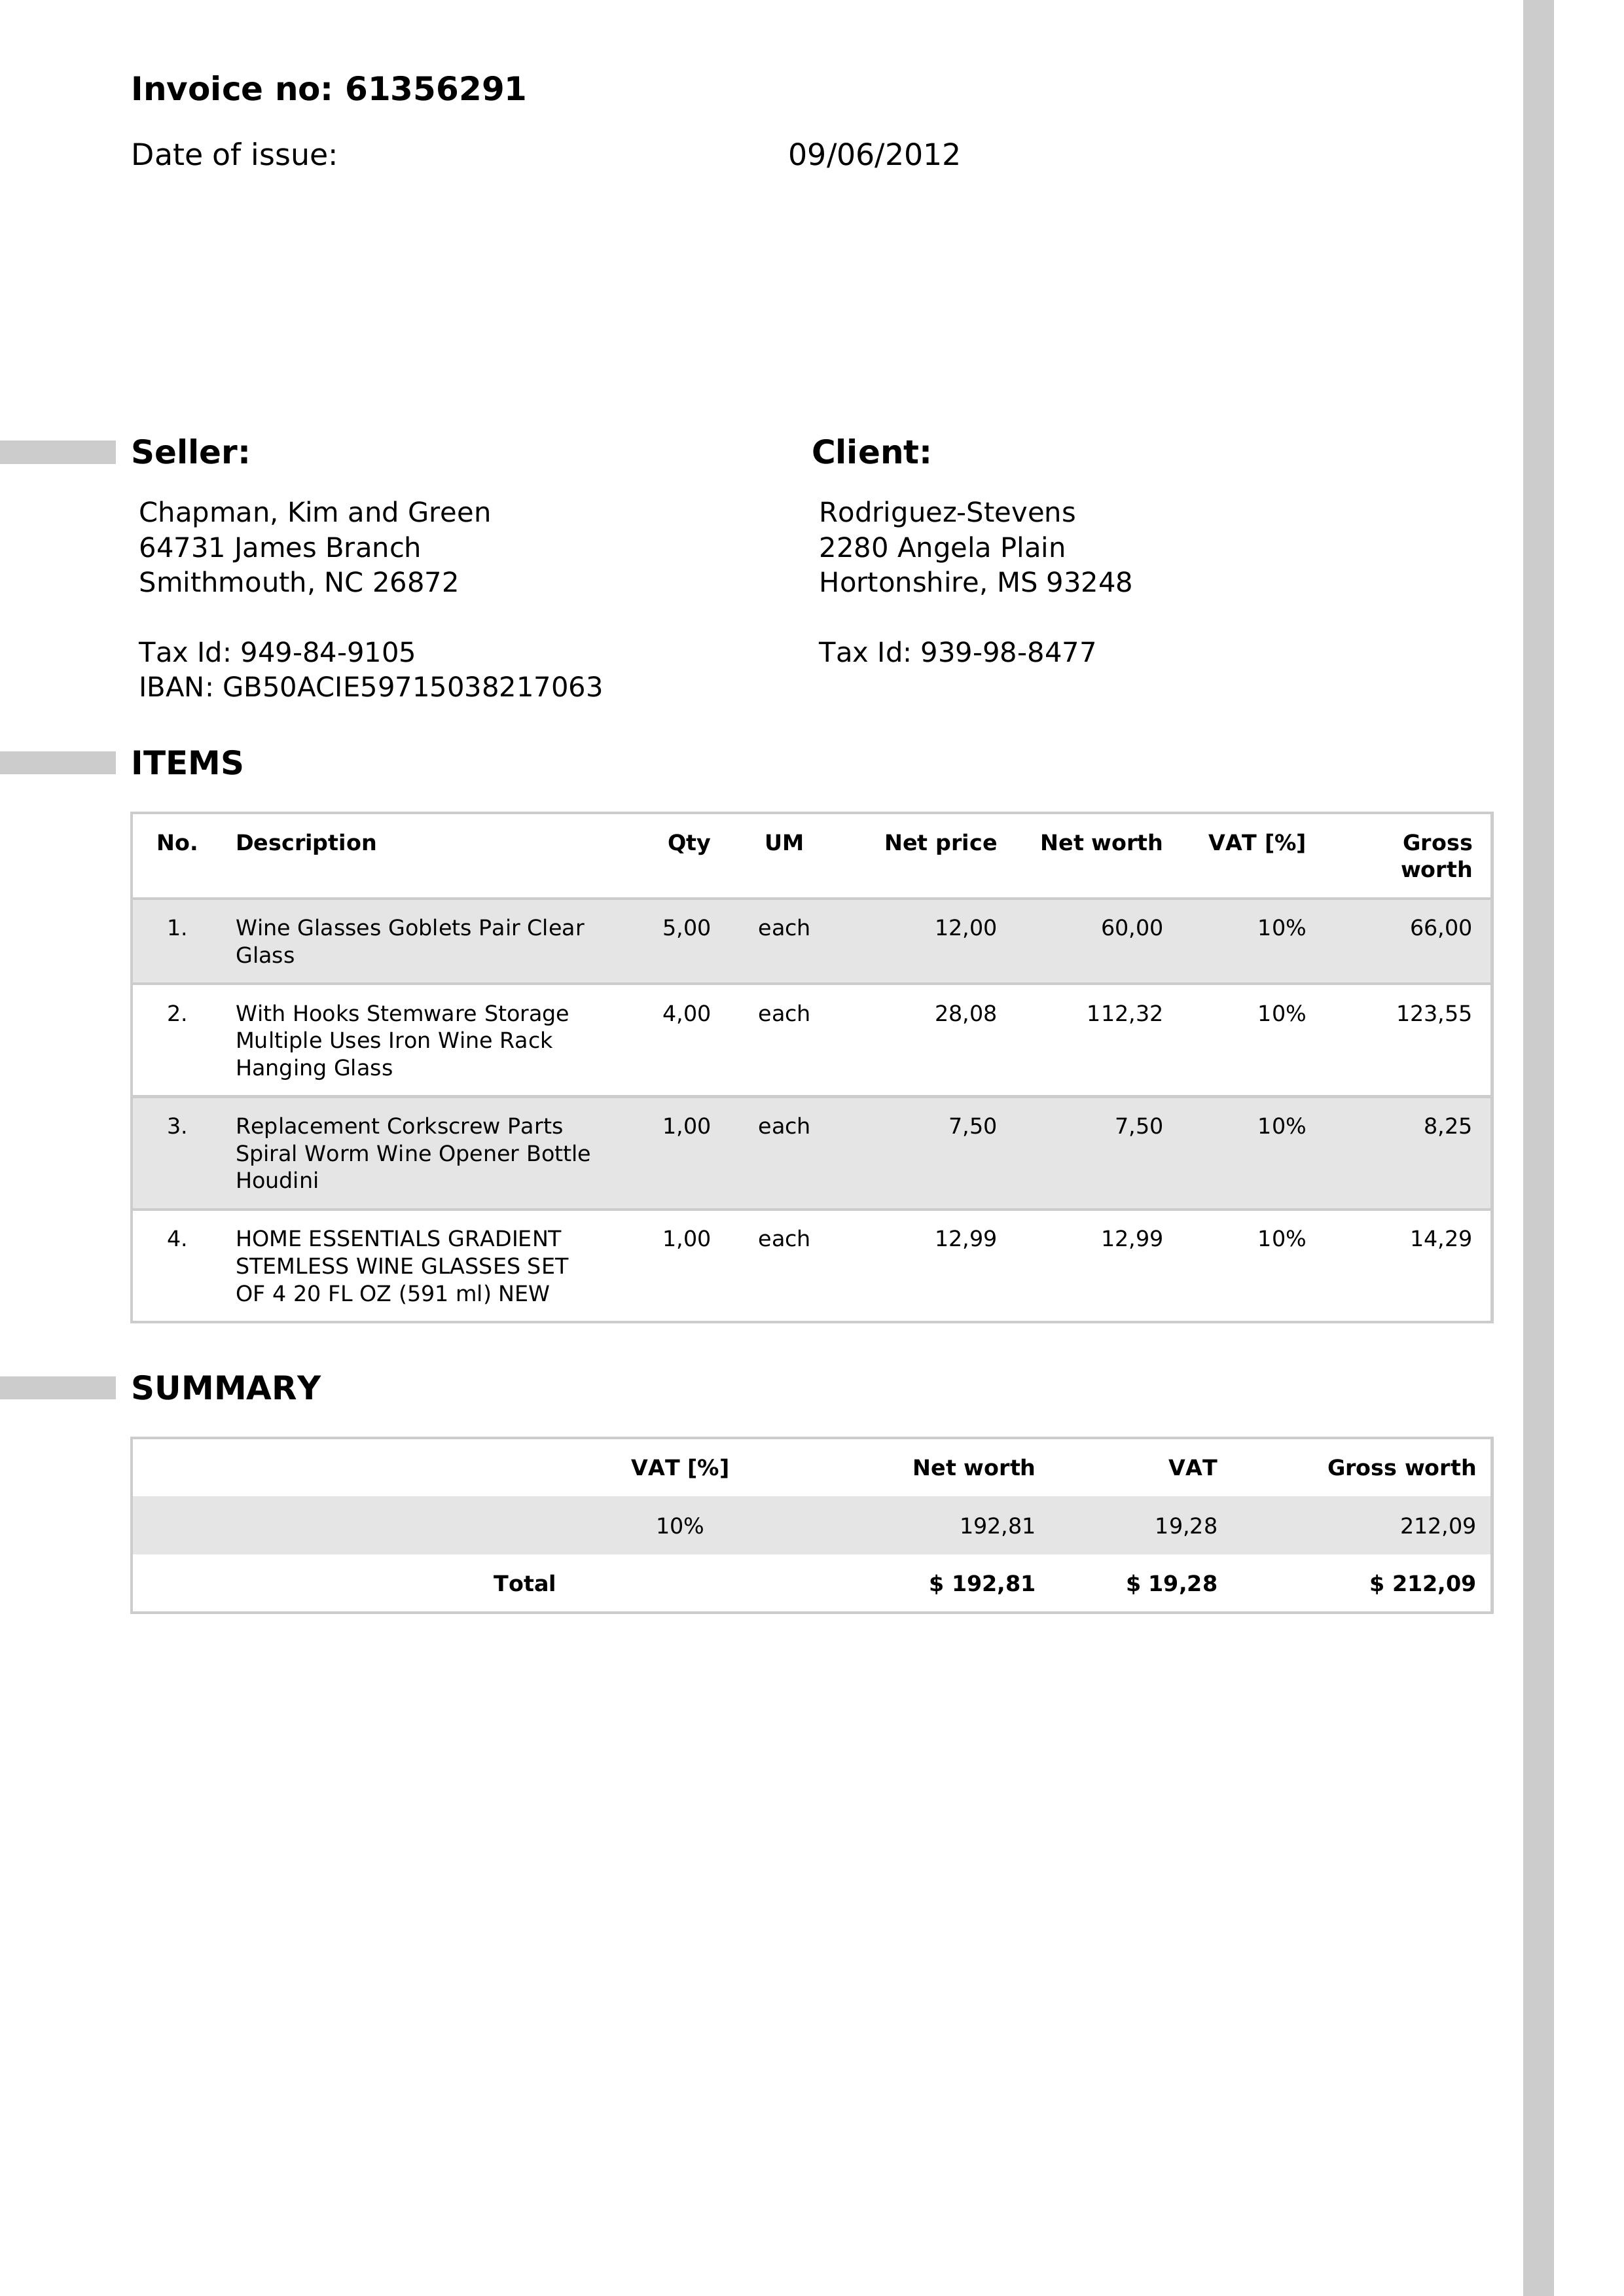 Invoice no: 61356291
Date of issue: 09/06/2012
Seller:
Chapman, Kim and Green
64731 James Branch
Smithmouth, NC 26872
Tax Id: 949-84-9105
IBAN: GB50ACIE59715038217063
Client:
Rodriguez-Stevens
2280 Angela Plain
Hortonshire, MS 93248
Tax Id: 939-98-8477
ITEMS
No. Description Qty UM Net price Net worth VAT [%] Gross
worth
1. Wine Glasses Goblets Pair Clear 5,00 each 12,00 60,00 10% 66,00
Glass
2. With Hooks Stemware Storage 4,00 each 28,08 112,32 10% 123,55
Multiple Uses Iron Wine Rack
Hanging Glass
3. Replacement Corkscrew Parts 1,00 each 7,50 7,50 10% 8,25
Spiral Worm Wine Opener Bottle
Houdini
4. HOME ESSENTIALS GRADIENT 1,00 each 12,99 12,99 10% 14,29
STEMLESS WINE GLASSES SET
OF 4 20 FL OZ (591 ml) NEW
SUMMARY
VAT [%] Net worth VAT Gross worth
10% 192,81 19,28 212,09
Total $ 192,81 $ 19,28 $ 212,09